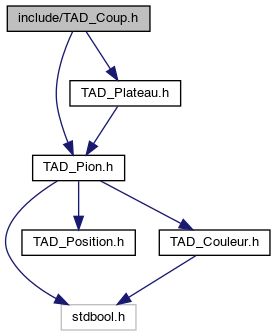 include/TAD_Coup.h
TAD_Plateau.h
TAD_Pion.h
TAD_Position.h
TAD_Couleur.h
stdbool.h